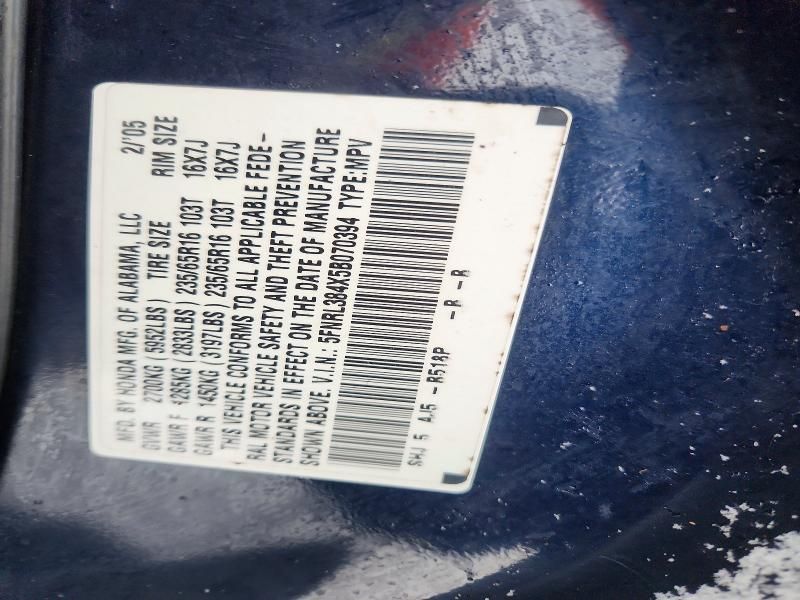 MFD. BY HONDA MFG. OF ALABAMA, LLC 2/'05
GVWR 2700KG (5952LBS) TIRE SIZE RIM SIZE
GAWR F 1285KG (2833LBS) 235/65R16 103T 16X7J
GAWR R 1453KG (3197LBS) 235/65R16 103T 16X7J
THIS VEHICLE CONFORMS TO ALL APPLICABLE FEDE-
RAL MOTOR VEHICLE SAFETY AND THEFT PREVENTION
STANDARDS IN EFFECT ON THE DATE OF MANUFACTURE
SHOWN ABOVE. V.I.N.: 5FNRL384X5B070394 TYPE:MPV
SHJ 5 AJ5 -R518P -R -R